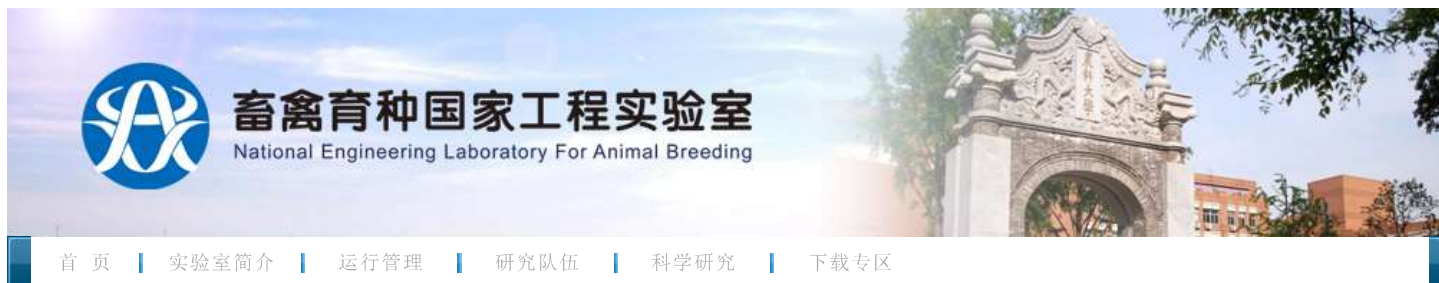 畜禽育种国家工程实验室
National Engineering Laboratory For Animal Breeding
首 页 实验室简介 运行管理 研究队伍 科学研究 下载专区